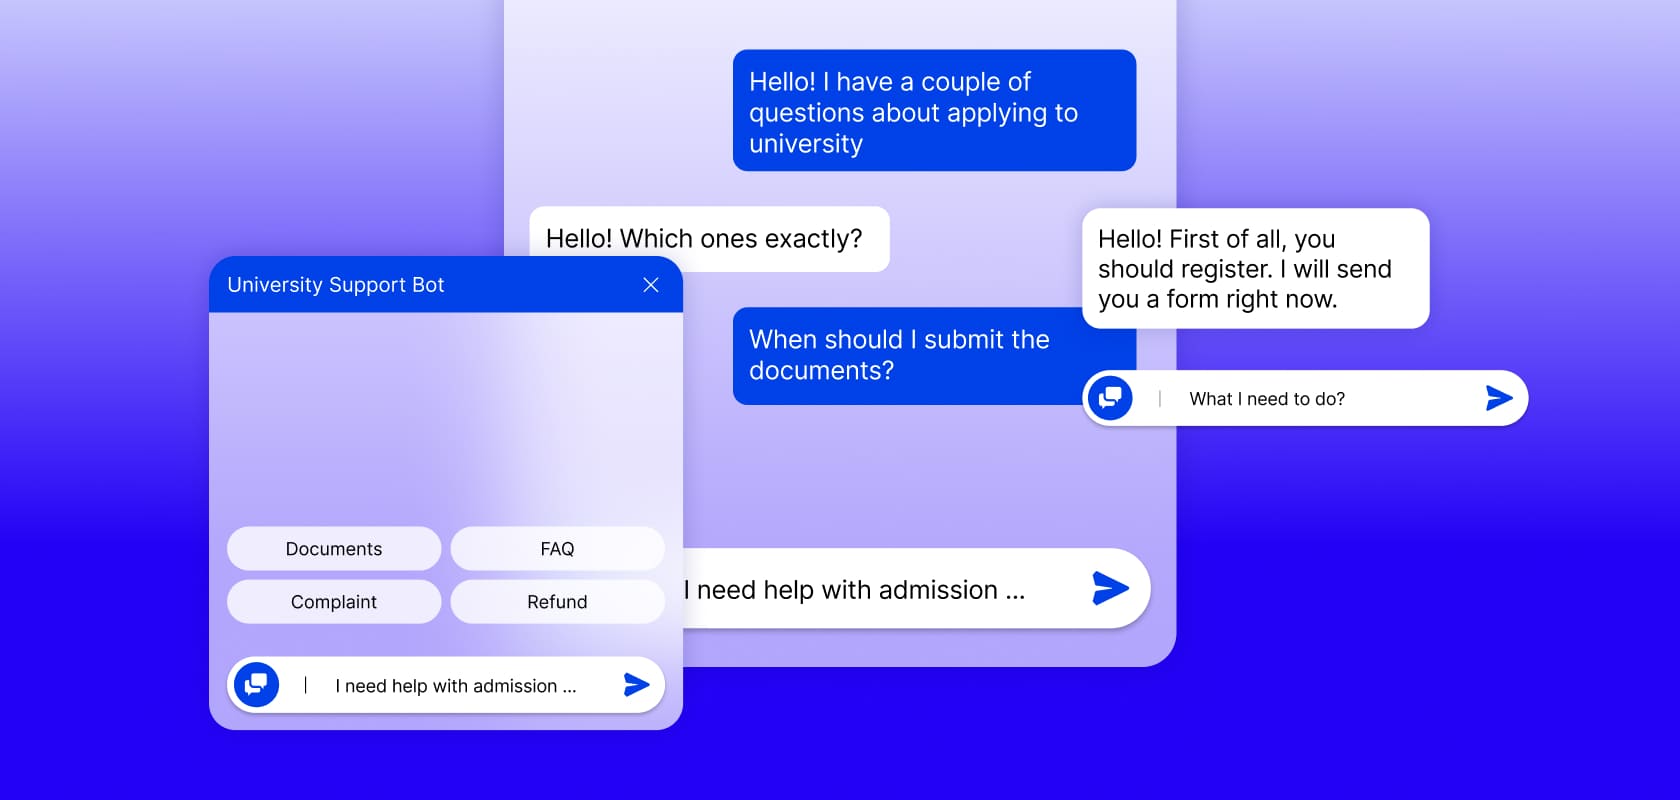 Hello! I have a couple of
questions about applying to
university
Hello! Which ones exactly?
When should I submit the
documents?
I need help with admission ...
Hello! First of all, you
should register. I will send
you a form right now.
What I need to do?
University Support Bot
Documents
FAQ
Complaint
Refund
I need help with admission ...